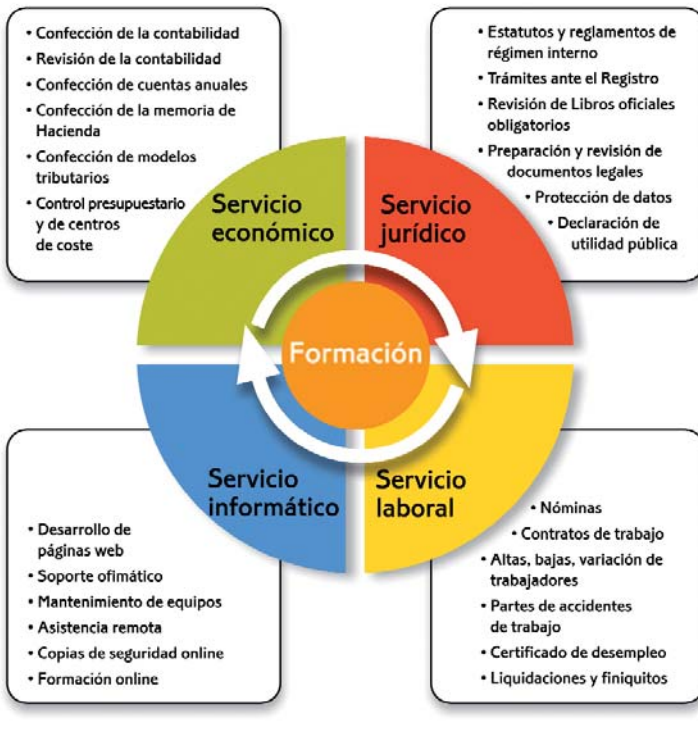 • Confección de la contabilidad
• Revisión de la contabilidad
• Confección de cuentas anuales
• Confección de la memoria de
Hacienda
• Confección de modelos
tributarios
• Control presupuestario
y de centros
de coste
• Estatutos y reglamentos de
régimen interno
• Trámites ante el Registro
• Revisión de Libros oficiales
obligatorios
• Preparación y revisión de
documentos legales
• Protección de datos
• Declaración de
utilidad pública
Servicio
económico
Servicio
jurídico
Formación
Servicio
informático
Servicio
laboral
• Desarrollo de
páginas web
• Soporte ofimático
• Mantenimiento de equipos
• Asistencia remota
• Copias de seguridad online
• Formación online
• Nóminas
• Contratos de trabajo
• Altas, bajas, variación de
trabajadores
• Partes de accidentes
de trabajo
• Certificado de desempleo
• Liquidaciones y finiquitos